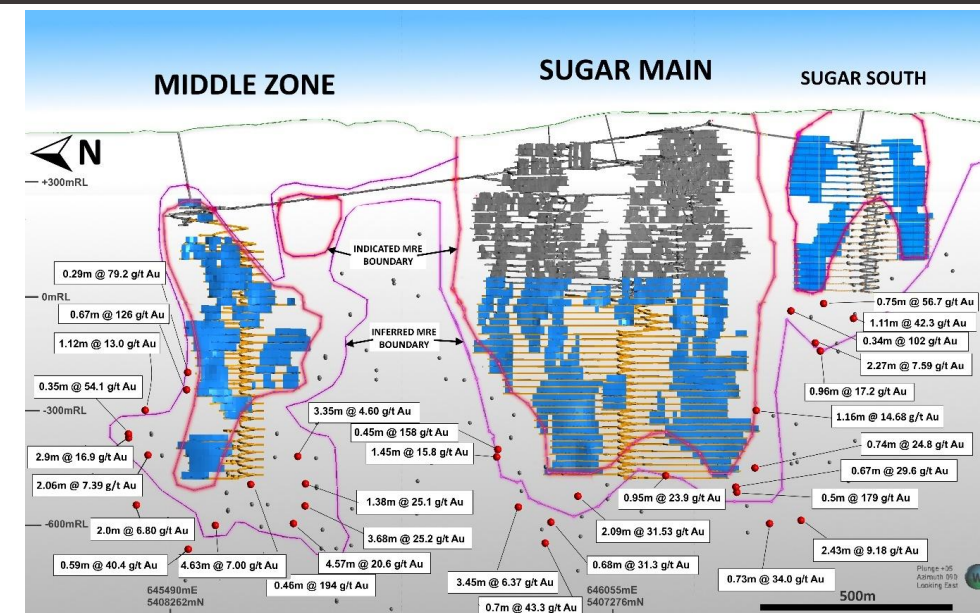 MIDDLE ZONE
SUGAR MAIN
SUGAR SOUTH
N
+300mRL
0mRL
-300mRL
-600mRL
INDICATED MRE
BOUNDARY
INFERRED MRE
BOUNDARY
0.29m @ 79.2 g/t Au
0.67m @ 126 g/t Au
1.12m @ 13.0 g/t Au
0.35m @ 54.1 g/t Au
2.9m @ 16.9 g/t Au
2.06m @ 7.39 g/t Au
2.0m @ 6.80 g/t Au
0.59m @ 40.4 g/t Au
4.63m @ 7.00 g/t Au
0.46m @ 194 g/t Au
4.57m @ 20.6 g/t Au
3.68m @ 25.2 g/t Au
1.38m @ 25.1 g/t Au
3.35m @ 4.60 g/t Au
0.45m @ 158 g/t Au
1.45m @ 15.8 g/t Au
3.45m @ 6.37 g/t Au
0.7m @ 43.3 g/t Au
0.68m @ 31.3 g/t Au
2.09m @ 31.53 g/t Au
0.95m @ 23.9 g/t Au
0.75m @ 56.7 g/t Au
1.11m @ 42.3 g/t Au
0.34m @ 102 g/t Au
2.27m @ 7.59 g/t Au
0.96m @ 17.2 g/t Au
1.16m @ 14.68 g/t Au
0.74m @ 24.8 g/t Au
0.67m @ 29.6 g/t Au
0.5m @ 179 g/t Au
2.43m @ 9.18 g/t Au
0.73m @ 34.0 g/t Au
645490mE
5408262mN
646055mE
5407276mN
Plunge +36
Azimuth 090
Looking East
500m